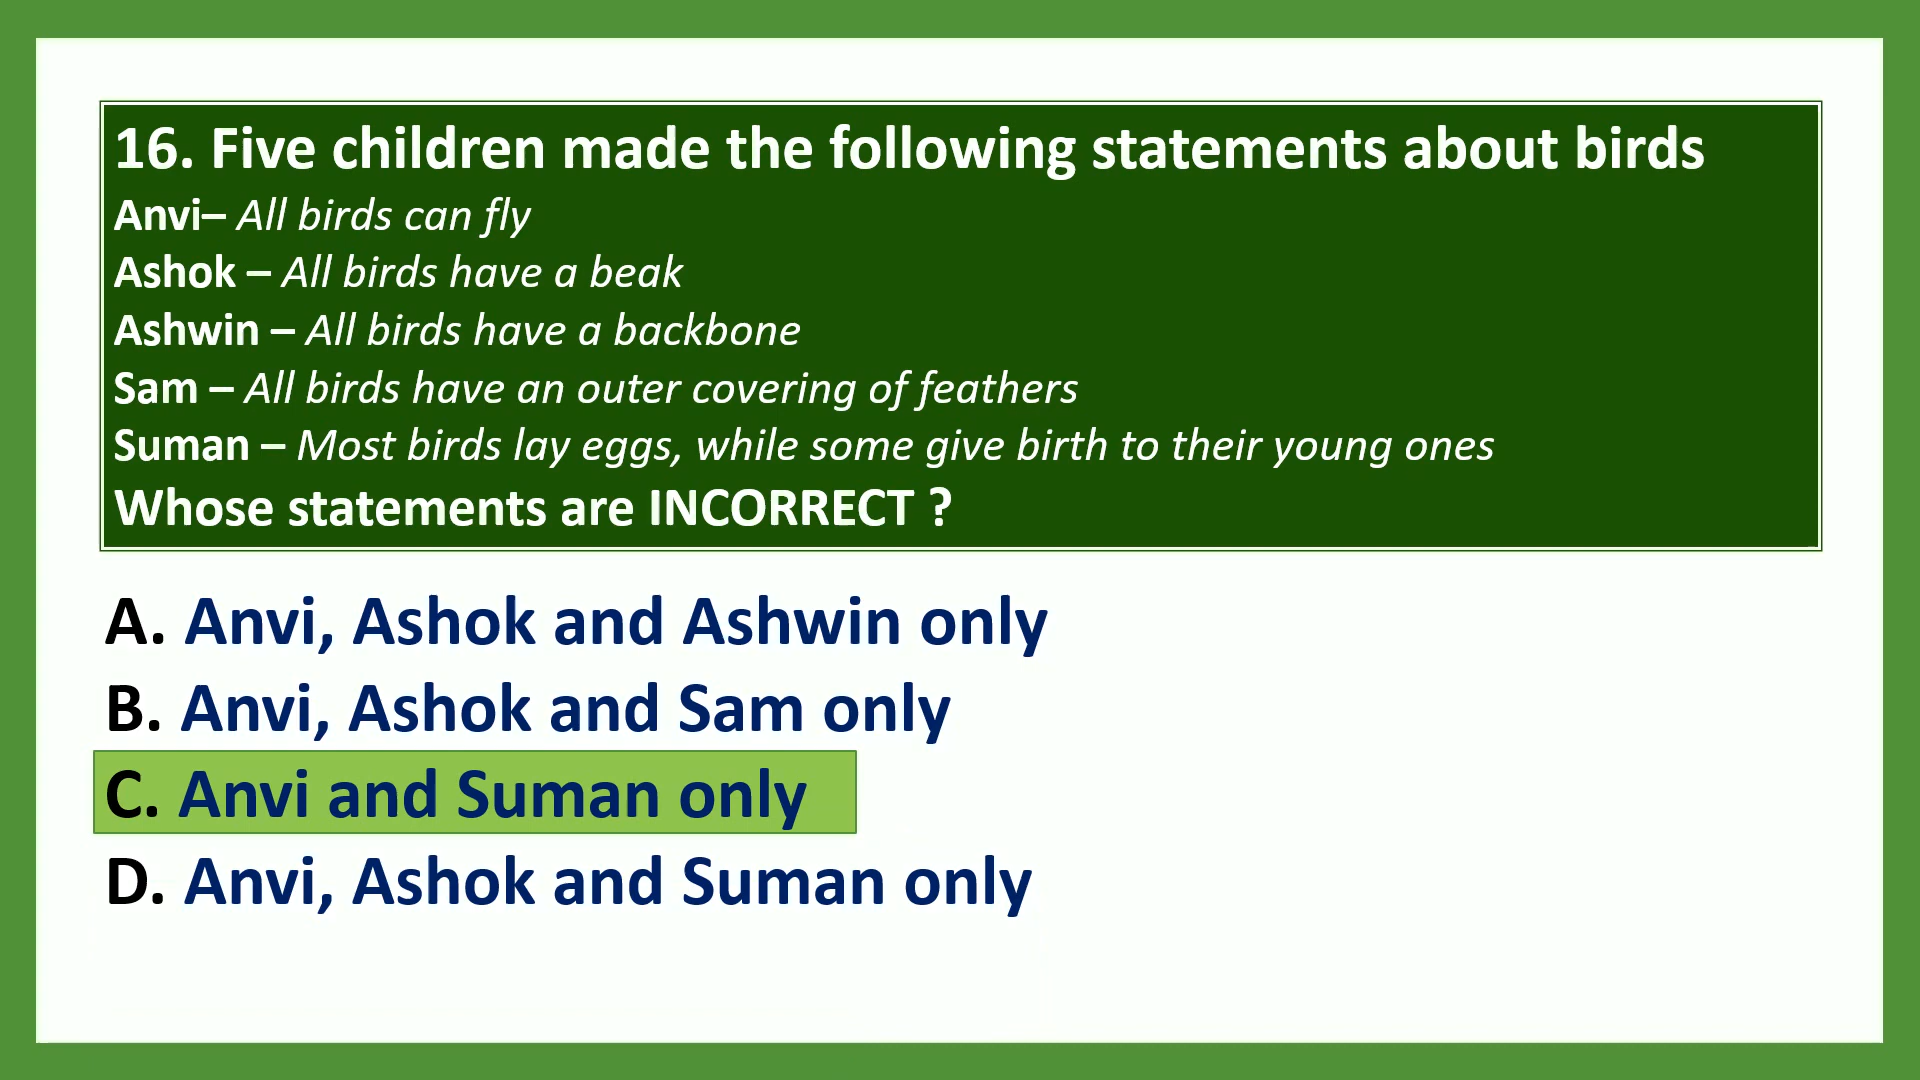 16. Five children made the following statements about birds
Anvi– All birds can fly
Ashok – All birds have a beak
Ashwin – All birds have a backbone
Sam – All birds have an outer covering of feathers
Suman – Most birds lay eggs, while some give birth to their young ones
Whose statements are INCORRECT ?
A. Anvi, Ashok and Ashwin only
B. Anvi, Ashok and Sam only
C. Anvi and Suman only
D. Anvi, Ashok and Suman only